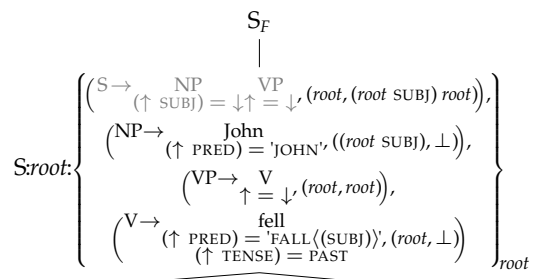 S_F
S → NP VP , (root, (root SUBJ) root)),
(↑ SUBJ) = ↓ ↑ = ↓
NP → John , ((root SUBJ), ⊥)),
(↑ PRED) = 'JOHN'
S:root:
VP → V , (root, root)),
↑ = ↓
V → fell , (root, ⊥))
(↑ PRED) = 'FALL⟨(SUBJ)⟩'
(↑ TENSE) = PAST
root